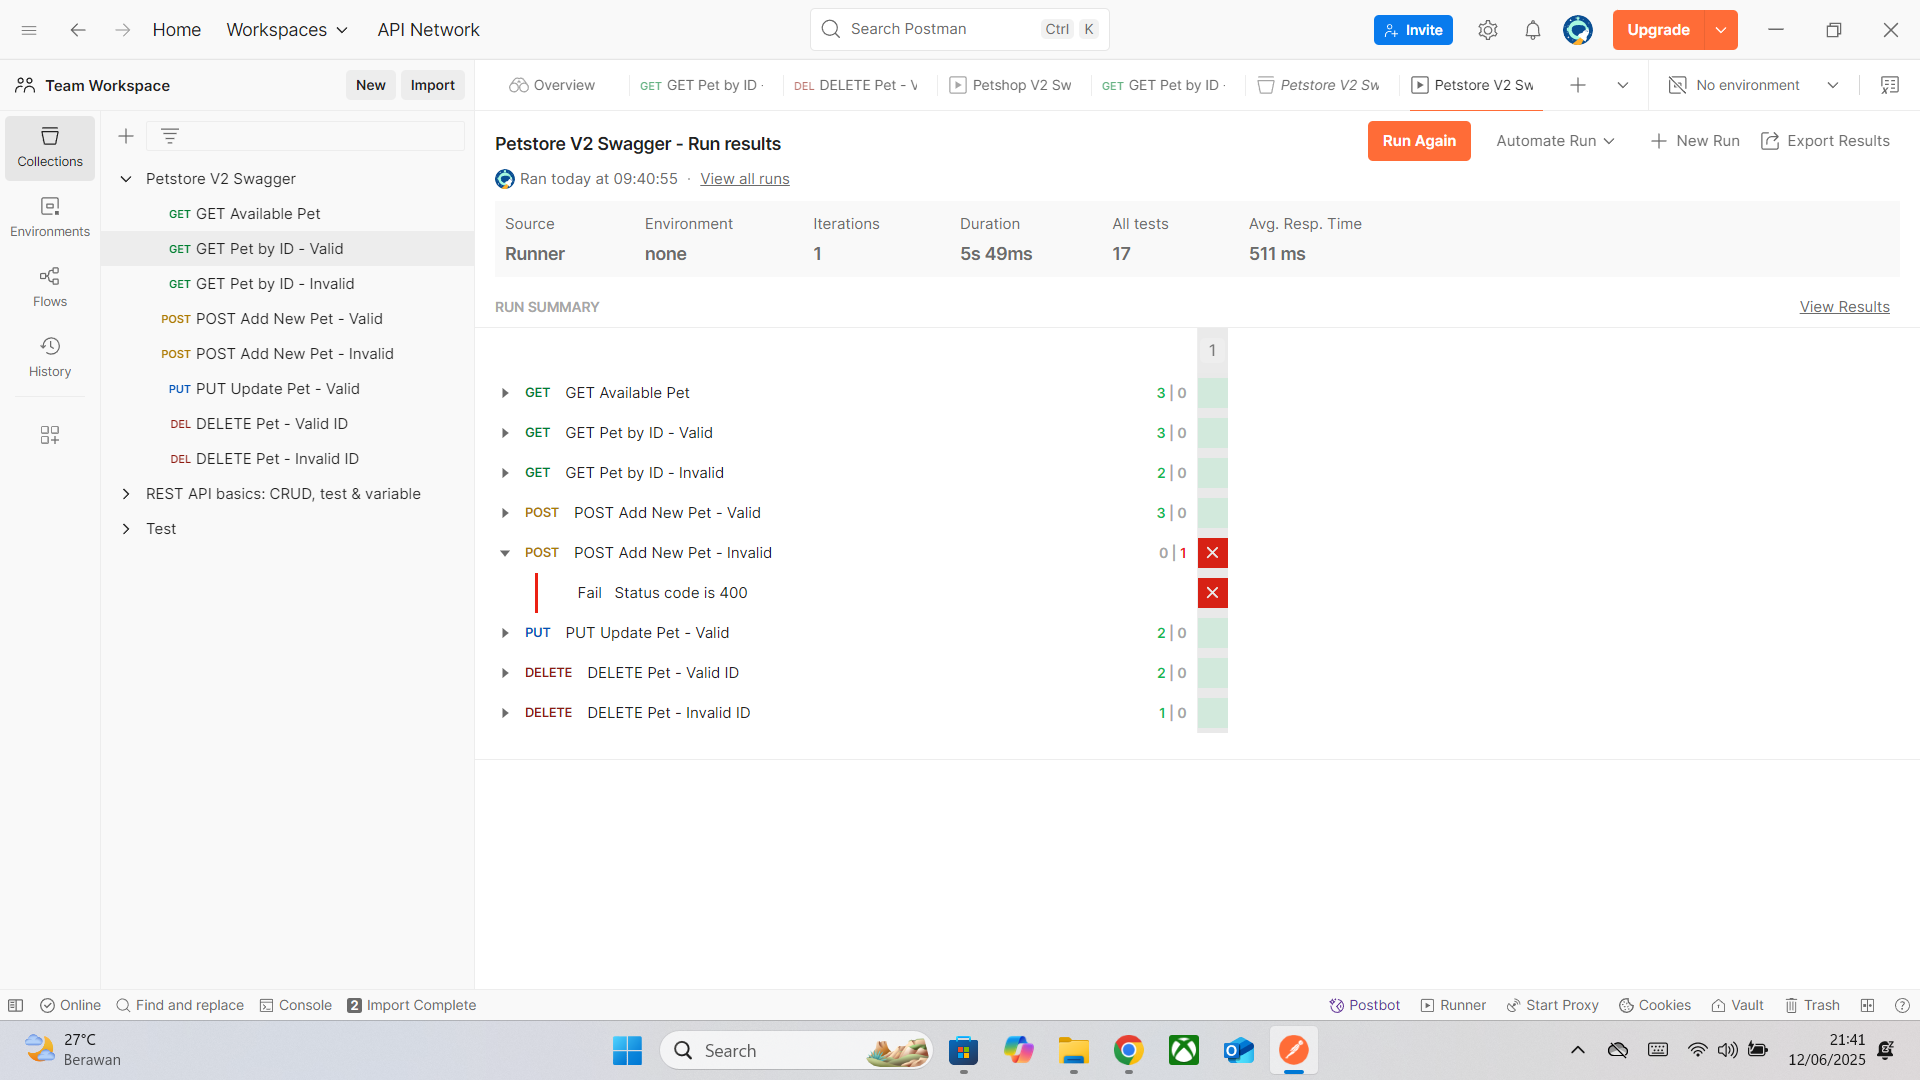 Home Workspaces API Network Search Postman Ctrl K Invite Upgrade
Team Workspace New Import Overview GET GET Pet by ID · DEL DELETE Pet - V Petshop V2 Sw GET GET Pet by ID · Petstore V2 Sw Petstore V2 Sw No environment
Collections
Environments
Flows
History
Petstore V2 Swagger
GET GET Available Pet
GET GET Pet by ID - Valid
GET GET Pet by ID - Invalid
POST POST Add New Pet - Valid
POST POST Add New Pet - Invalid
PUT PUT Update Pet - Valid
DEL DELETE Pet - Valid ID
DEL DELETE Pet - Invalid ID
REST API basics: CRUD, test & variable
Test
Petstore V2 Swagger - Run results
Run Again Automate Run New Run Export Results
Ran today at 09:40:55 · View all runs
Source Environment Iterations Duration All tests Avg. Resp. Time
Runner none 1 5s 49ms 17 511 ms
RUN SUMMARY View Results
1
GET GET Available Pet 3 | 0
GET GET Pet by ID - Valid 3 | 0
GET GET Pet by ID - Invalid 2 | 0
POST POST Add New Pet - Valid 3 | 0
POST POST Add New Pet - Invalid 0 | 1
Fail Status code is 400
PUT PUT Update Pet - Valid 2 | 0
DELETE DELETE Pet - Valid ID 2 | 0
DELETE DELETE Pet - Invalid ID 1 | 0
Online Find and replace Console 2 Import Complete Postbot Runner Start Proxy Cookies Vault Trash
27°C
Berawan
Search
21:41
12/06/2025